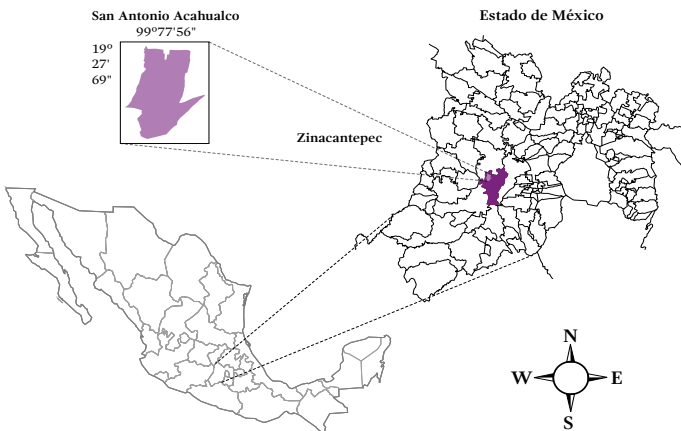 San Antonio Acahualco
99º77'56"
19º
27'
69"
Estado de México
Zinacantepec
N
W
E
S